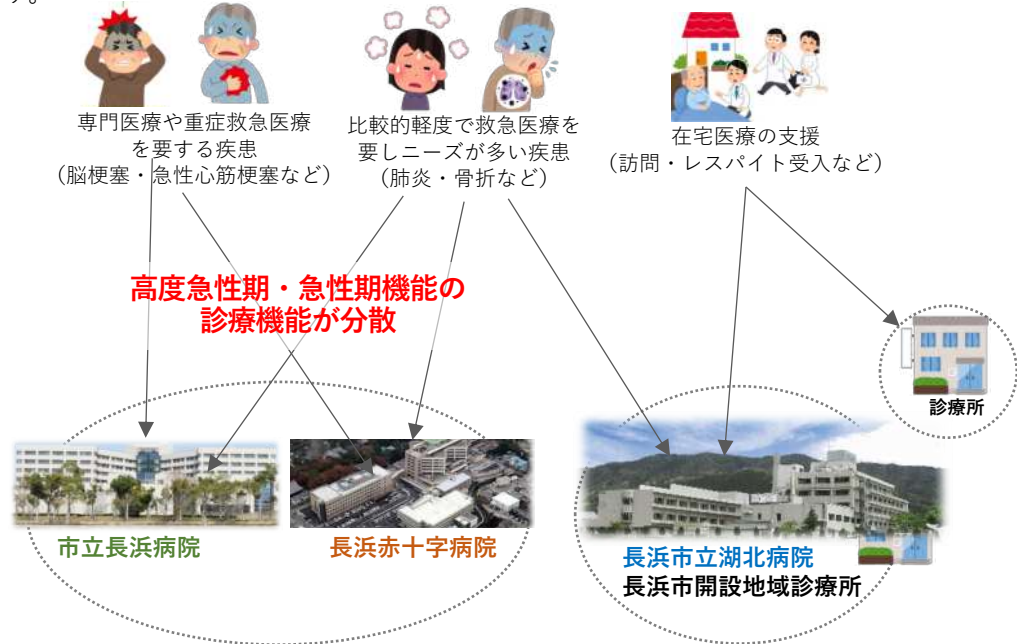 す。
専門医療や重症救急医療
を要する疾患
（脳梗塞・急性心筋梗塞など）
比較的軽度で救急医療を
要しニーズが多い疾患
（肺炎・骨折など）
在宅医療の支援
（訪問・レスパイト受入など）
高度急性期・急性期機能の
診療機能が分散
診療所
市立長浜病院
長浜赤十字病院
長浜市立湖北病院
長浜市開設地域診療所